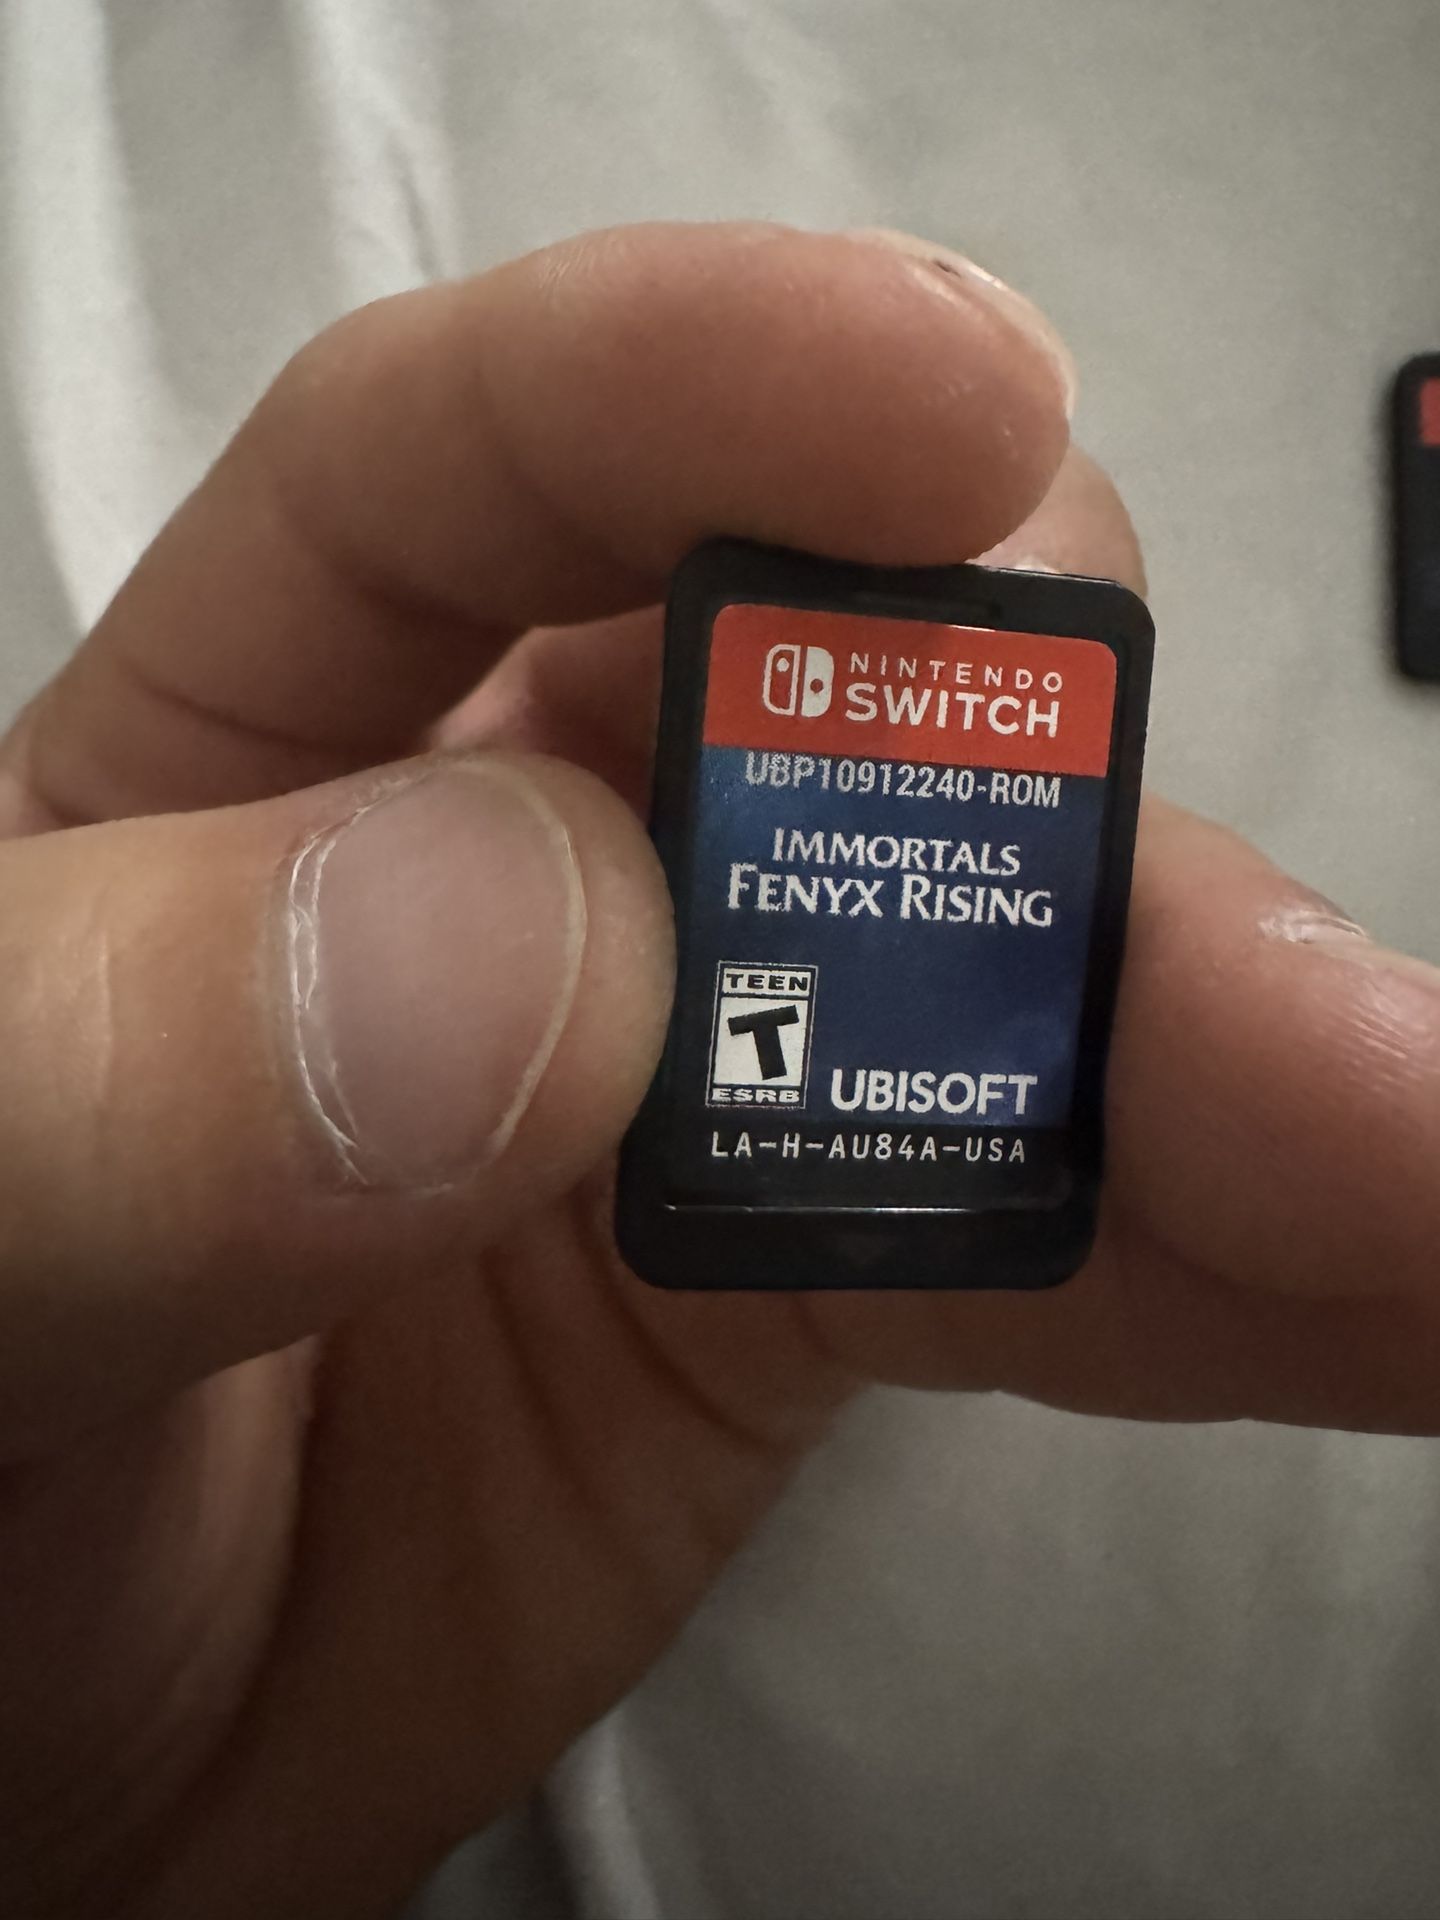 NINTENDO
SWITCH
UBP10912240-ROM
IMMORTALS
FENYX RISING
TEEN
T
ESRB
UBISOFT
LA-H-AU84A-USA